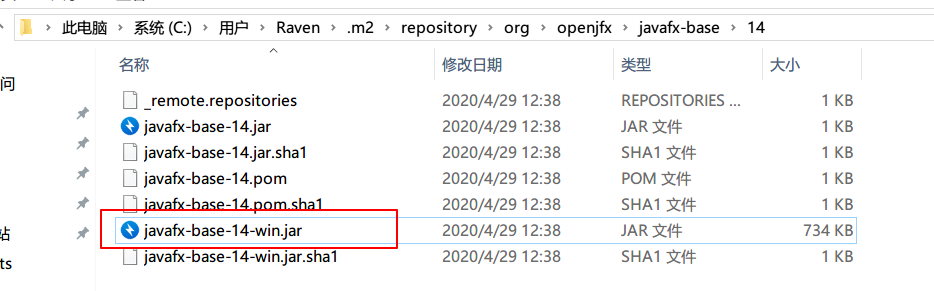 此电脑 > 系统 (C:) > 用户 > Raven > .m2 > repository > org > openjfx > javafx-base > 14
名称 修改日期 类型 大小
问
_remote.repositories 2020/4/29 12:38 REPOSITORIES ... 1 KB
javafx-base-14.jar 2020/4/29 12:38 JAR 文件 1 KB
javafx-base-14.jar.sha1 2020/4/29 12:38 SHA1 文件 1 KB
javafx-base-14.pom 2020/4/29 12:38 POM 文件 1 KB
javafx-base-14.pom.sha1 2020/4/29 12:38 SHA1 文件 1 KB
站
javafx-base-14-win.jar 2020/4/29 12:38 JAR 文件 734 KB
ts
javafx-base-14-win.jar.sha1 2020/4/29 12:38 SHA1 文件 1 KB